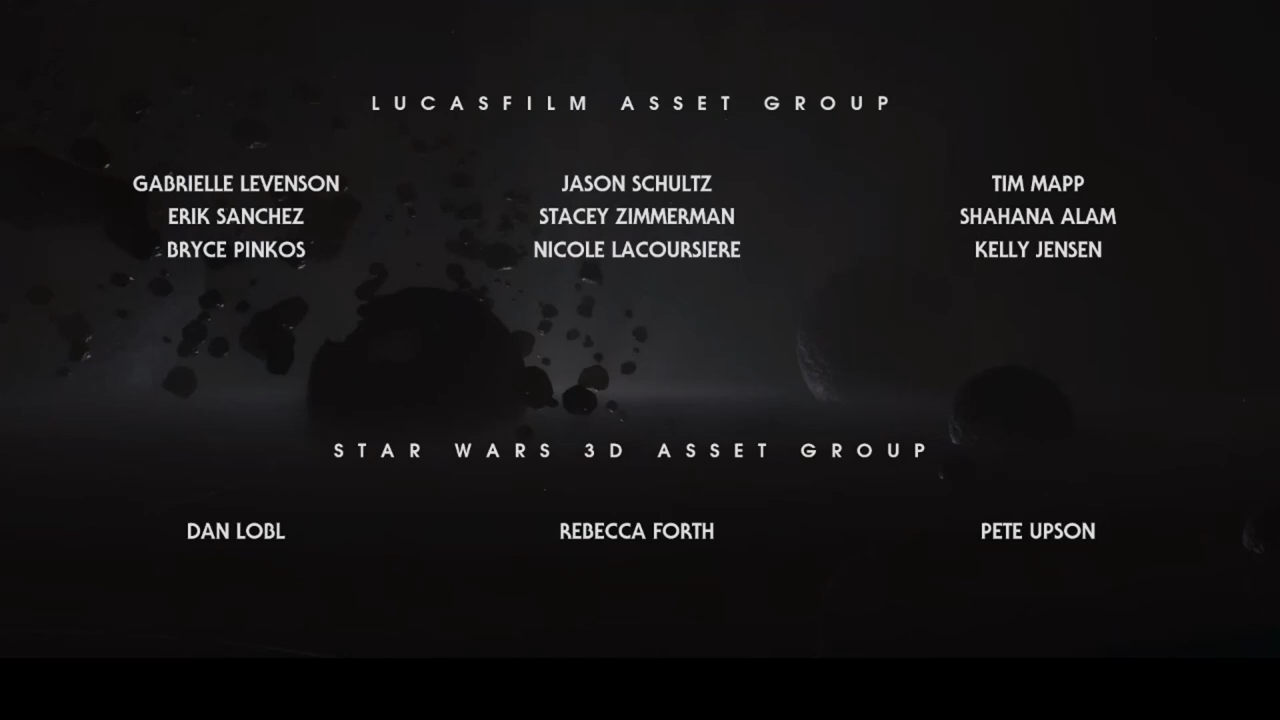 LUCASFILM ASSET GROUP
GABRIELLE LEVENSON JASON SCHULTZ TIM MAPP
ERIK SANCHEZ STACEY ZIMMERMAN SHAHANA ALAM
BRYCE PINKOS NICOLE LACOURSIERE KELLY JENSEN
STAR WARS 3D ASSET GROUP
DAN LOBL REBECCA FORTH PETE UPSON